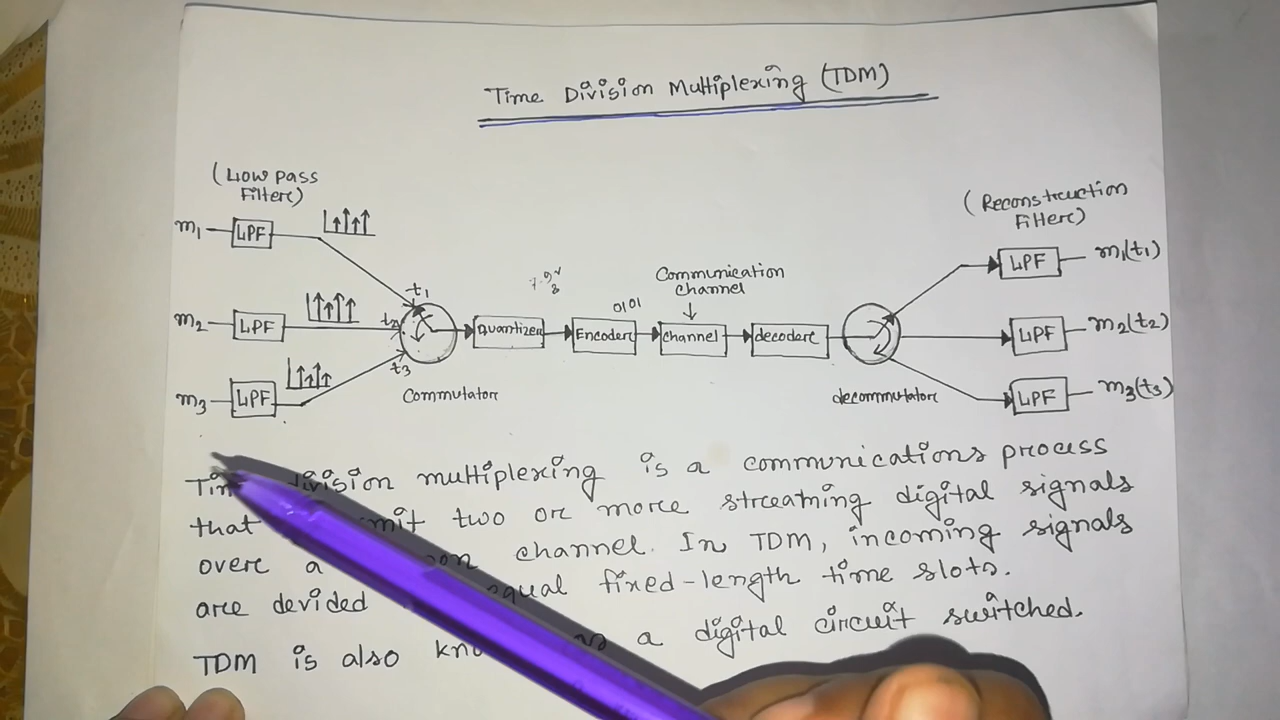 Time Division Multiplexing (TDM)
(Low pass
Filter)
(Reconstruction
Filter)
m1
LPF
LPF
m1(t1)
Communication
channel
t1
0101
m2
LPF
t2
Quantizer
Encoder
channel
decoder
LPF
m2(t2)
t3
m3
LPF
Commutator
decommutator
LPF
m3(t3)
division multiplexing is a communications process
that two or more streaming digital signals
over a channel. In TDM, incoming signals
are devided equal fixed-length time slots.
TDM is also a digital circuit switched.